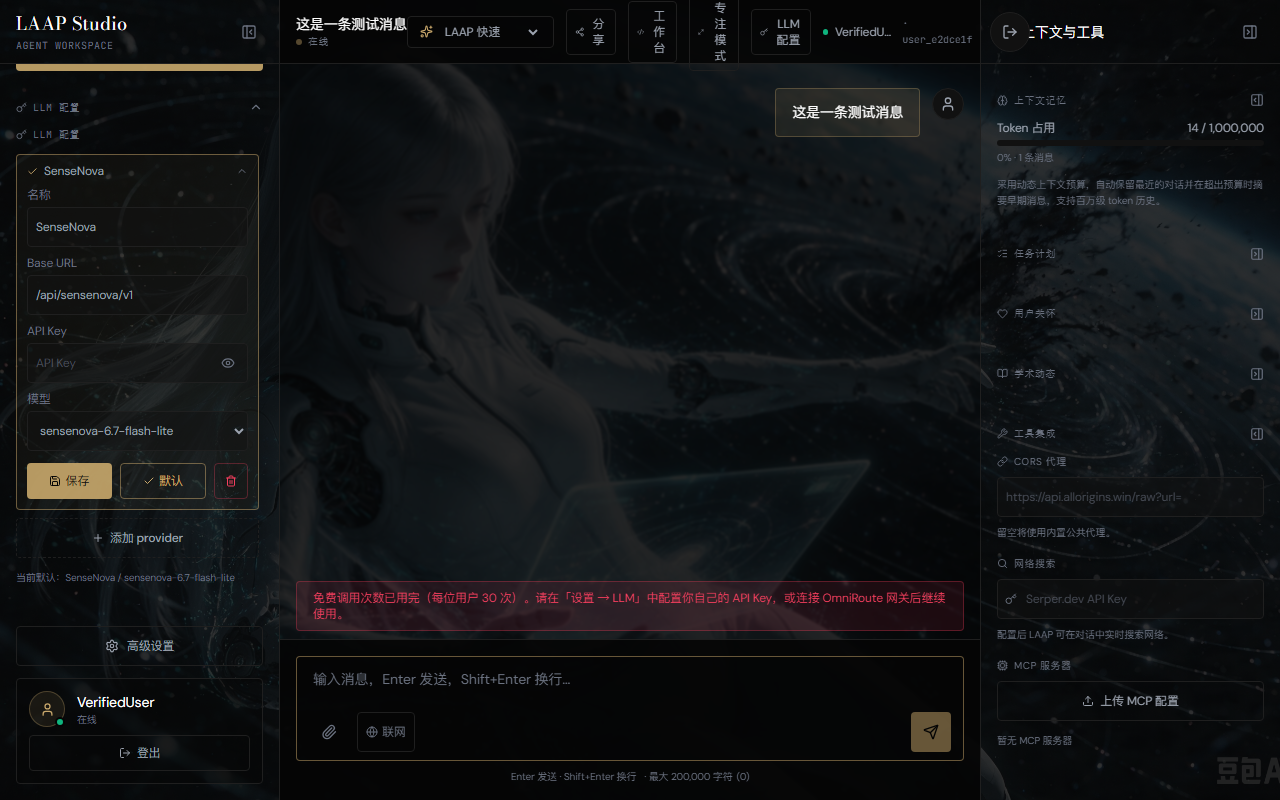 LAAP Studio
AGENT WORKSPACE
LLM 配置
LLM 配置
SenseNova
名称
SenseNova
Base URL
/api/sensenova/v1
API Key
API Key
模型
sensenova-6.7-flash-lite
保存
默认
添加 provider
当前默认: SenseNova / sensenova-6.7-flash-lite
高级设置
VerifiedUser
在线
登出
这是一条测试消息
在线
LAAP 快速
分享
工作台
专注模式
LLM 配置
VerifiedU...
· user_e2dce1f
这是一条测试消息
免费调用次数已用完（每位用户 30 次）。请在「设置 → LLM」中配置你自己的 API Key，或连接 OmniRoute 网关后继续
使用。
输入消息，Enter 发送，Shift+Enter 换行...
联网
Enter 发送 · Shift+Enter 换行 · 最大 200,000 字符 (0)
上下文与工具
上下文记忆
Token 占用 14 / 1,000,000
0% · 1 条消息
采用动态上下文预算，自动保留最近的对话并在超出预算时摘
要早期消息，支持百万级 token 历史。
任务计划
用户关怀
学术动态
工具集成
CORS 代理
https://api.allorigins.win/raw?url=
留空将使用内置公共代理。
网络搜索
Serper.dev API Key
配置后 LAAP 可在对话中实时搜索网络。
MCP 服务器
上传 MCP 配置
暂无 MCP 服务器
豆包A